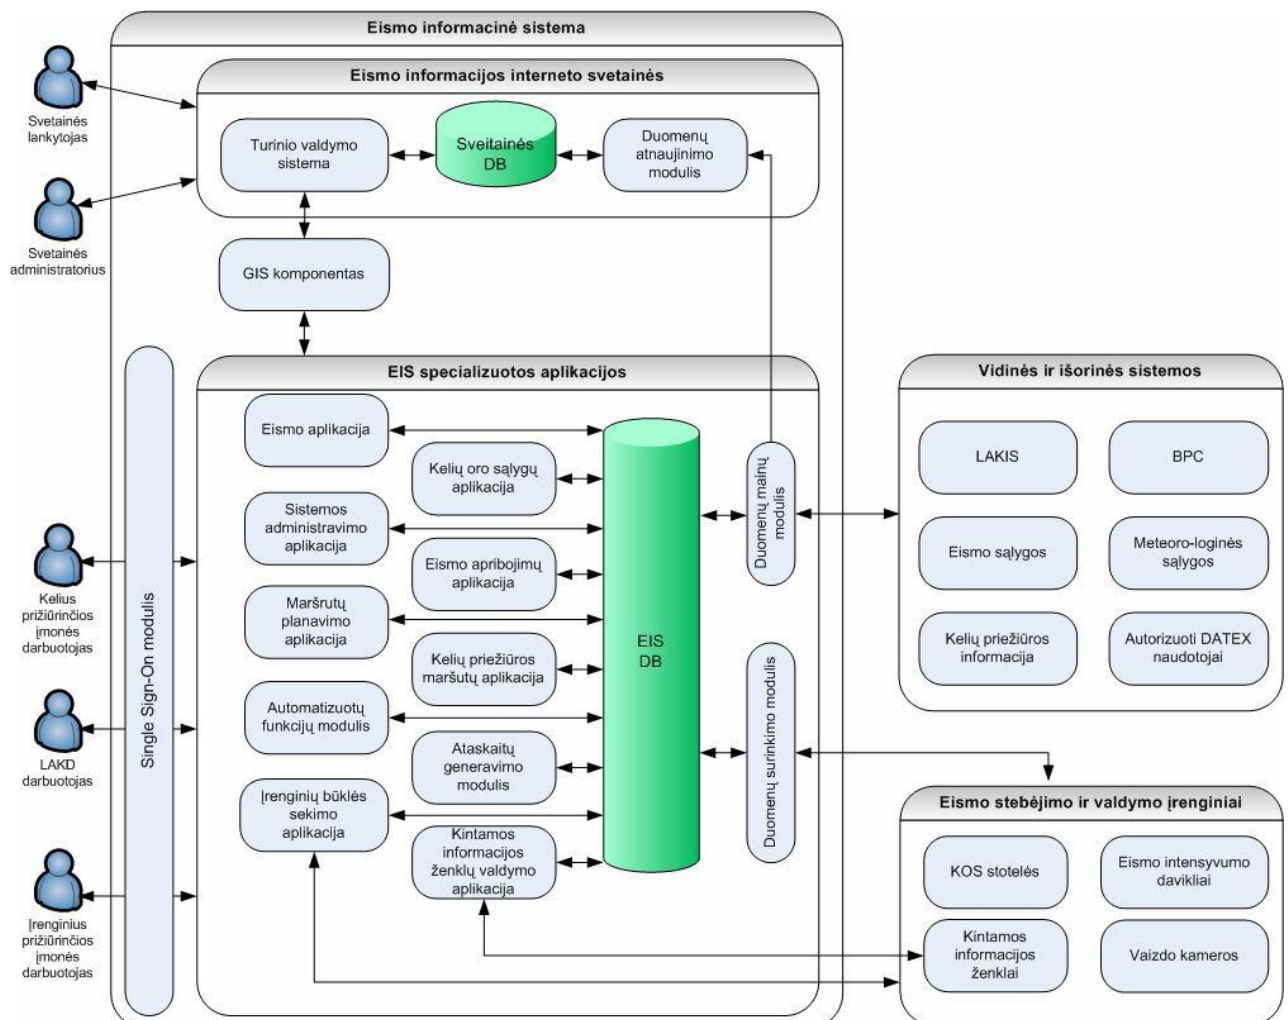 Eismo informacinė sistema
Eismo informacijos interneto svetainės
Svetainės
lankytojas
Turinio valdymo
sistema
Sveitainės
DB
Duomenų
atnaujinimo
modulis
Svetainės
administratorius
GIS komponentas
EIS specializuotos aplikacijos
Vidinės ir išorinės sistemos
Eismo aplikacija
Kelių oro sąlygų
aplikacija
Sistemos
administravimo
aplikacija
Eismo apribojimų
aplikacija
Maršrutų
planavimo
aplikacija
Kelių priežiūros
maršutų aplikacija
Automatizuotų
funkcijų modulis
Ataskaitų
generavimo
modulis
Įrenginių būklės
sekimo
aplikacija
Kintamos
informacijos
ženklų valdymo
aplikacija
EIS
DB
Duomenų mainų
modulis
Duomenų surinkimo modulis
LAKIS
BPC
Eismo sąlygos
Meteoro-loginės
sąlygos
Kelių priežiūros
informacija
Autorizuoti DATEX
naudotojai
Single Sign-On modulis
Kelius
prižiūrinčios
įmonės
darbuotojas
LAKD
darbuotojas
Įrenginius
prižiūrinčios
įmonės
darbuotojas
Eismo stebėjimo ir valdymo įrenginiai
KOS stotelės
Eismo intensyvumo
davikliai
Kintamos
informacijos
ženklai
Vaizdo kameros